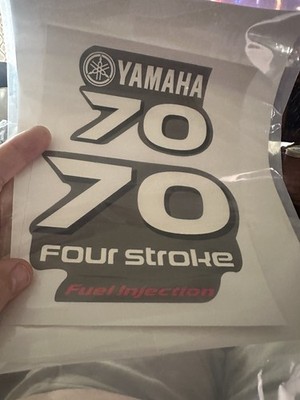 YAMAHA
70
70
Four Stroke
Fuel Injection